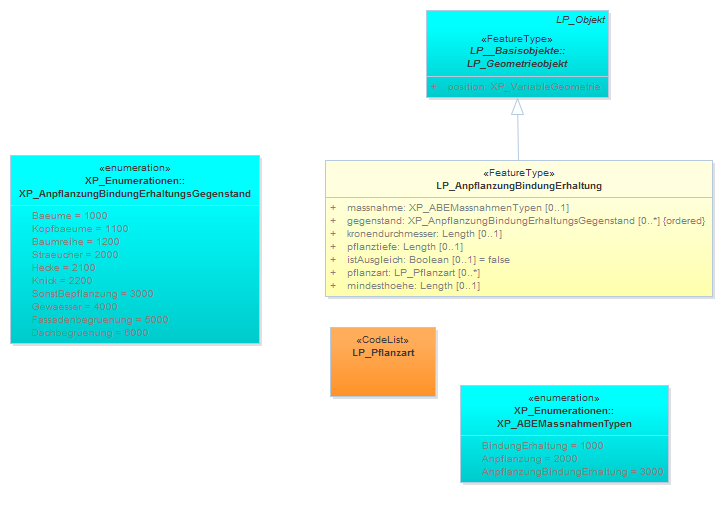 LP_Objekt
«FeatureType»
LP__Basisobjekte::
LP_Geometrieobjekt
+ position: XP_VariableGeometrie
«enumeration»
XP_Enumerationen::
XP_AnpflanzungBindungErhaltungsGegenstand
Baeume = 1000
Kopfbaeume = 1100
Baumreihe = 1200
Straeucher = 2000
Hecke = 2100
Knick = 2200
SonstBepflanzung = 3000
Gewaesser = 4000
Fassadenbegruenung = 5000
Dachbegruenung = 6000
«FeatureType»
LP_AnpflanzungBindungErhaltung
+ massnahme: XP_ABEMassnahmenTypen [0..1]
+ gegenstand: XP_AnpflanzungBindungErhaltungsGegenstand [0..*] {ordered}
+ kronendurchmesser: Length [0..1]
+ pflanztiefe: Length [0..1]
+ istAusgleich: Boolean [0..1] = false
+ pflanzart: LP_Pflanzart [0..*]
+ mindesthoehe: Length [0..1]
«CodeList»
LP_Pflanzart
«enumeration»
XP_Enumerationen::
XP_ABEMassnahmenTypen
BindungErhaltung = 1000
Anpflanzung = 2000
AnpflanzungBindungErhaltung = 3000